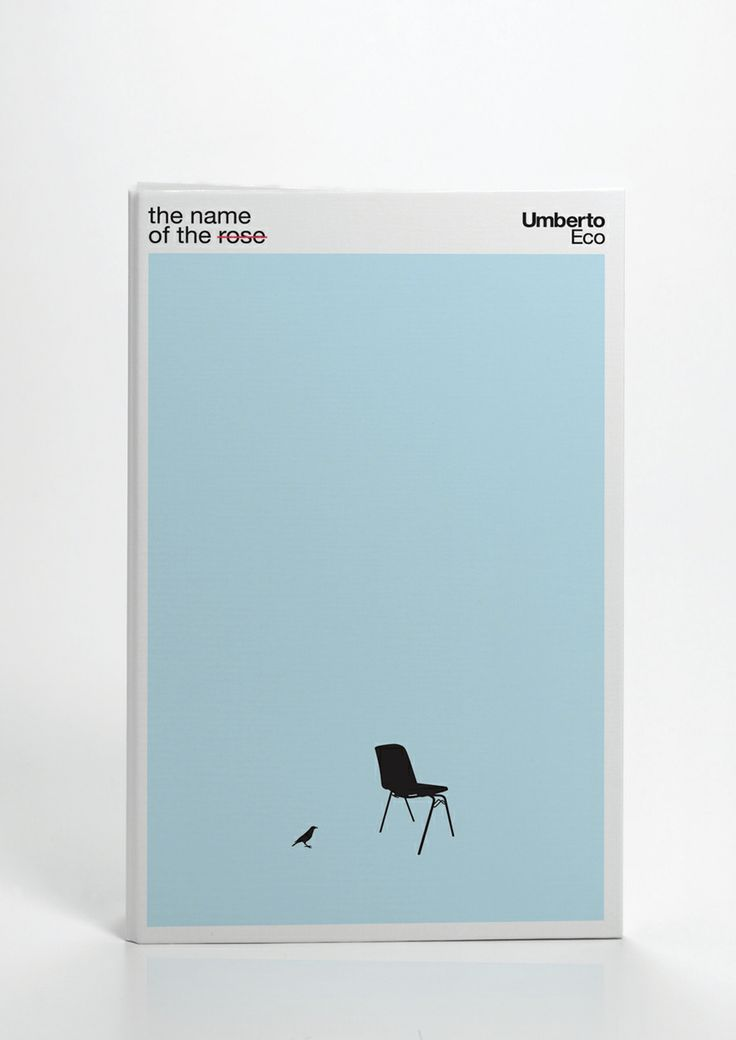 the name
of the rose
Umberto
Eco